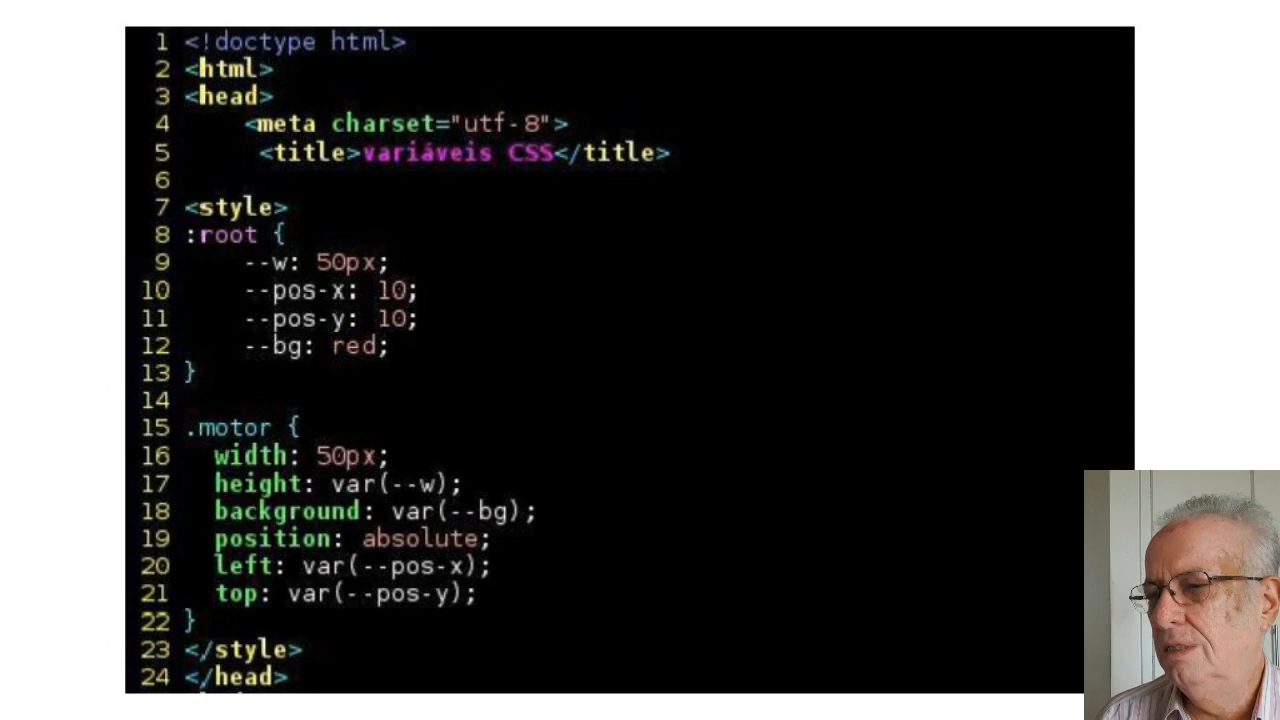 1 <!doctype html>
2 <html>
3 <head>
4 <meta charset="utf-8">
5 <title>variáveis CSS</title>
6
7 <style>
8 :root {
9 --w: 50px;
10 --pos-x: 10;
11 --pos-y: 10;
12 --bg: red;
13 }
14
15 .motor {
16 width: 50px;
17 height: var(--w);
18 background: var(--bg);
19 position: absolute;
20 left: var(--pos-x);
21 top: var(--pos-y);
22 }
23 </style>
24 </head>